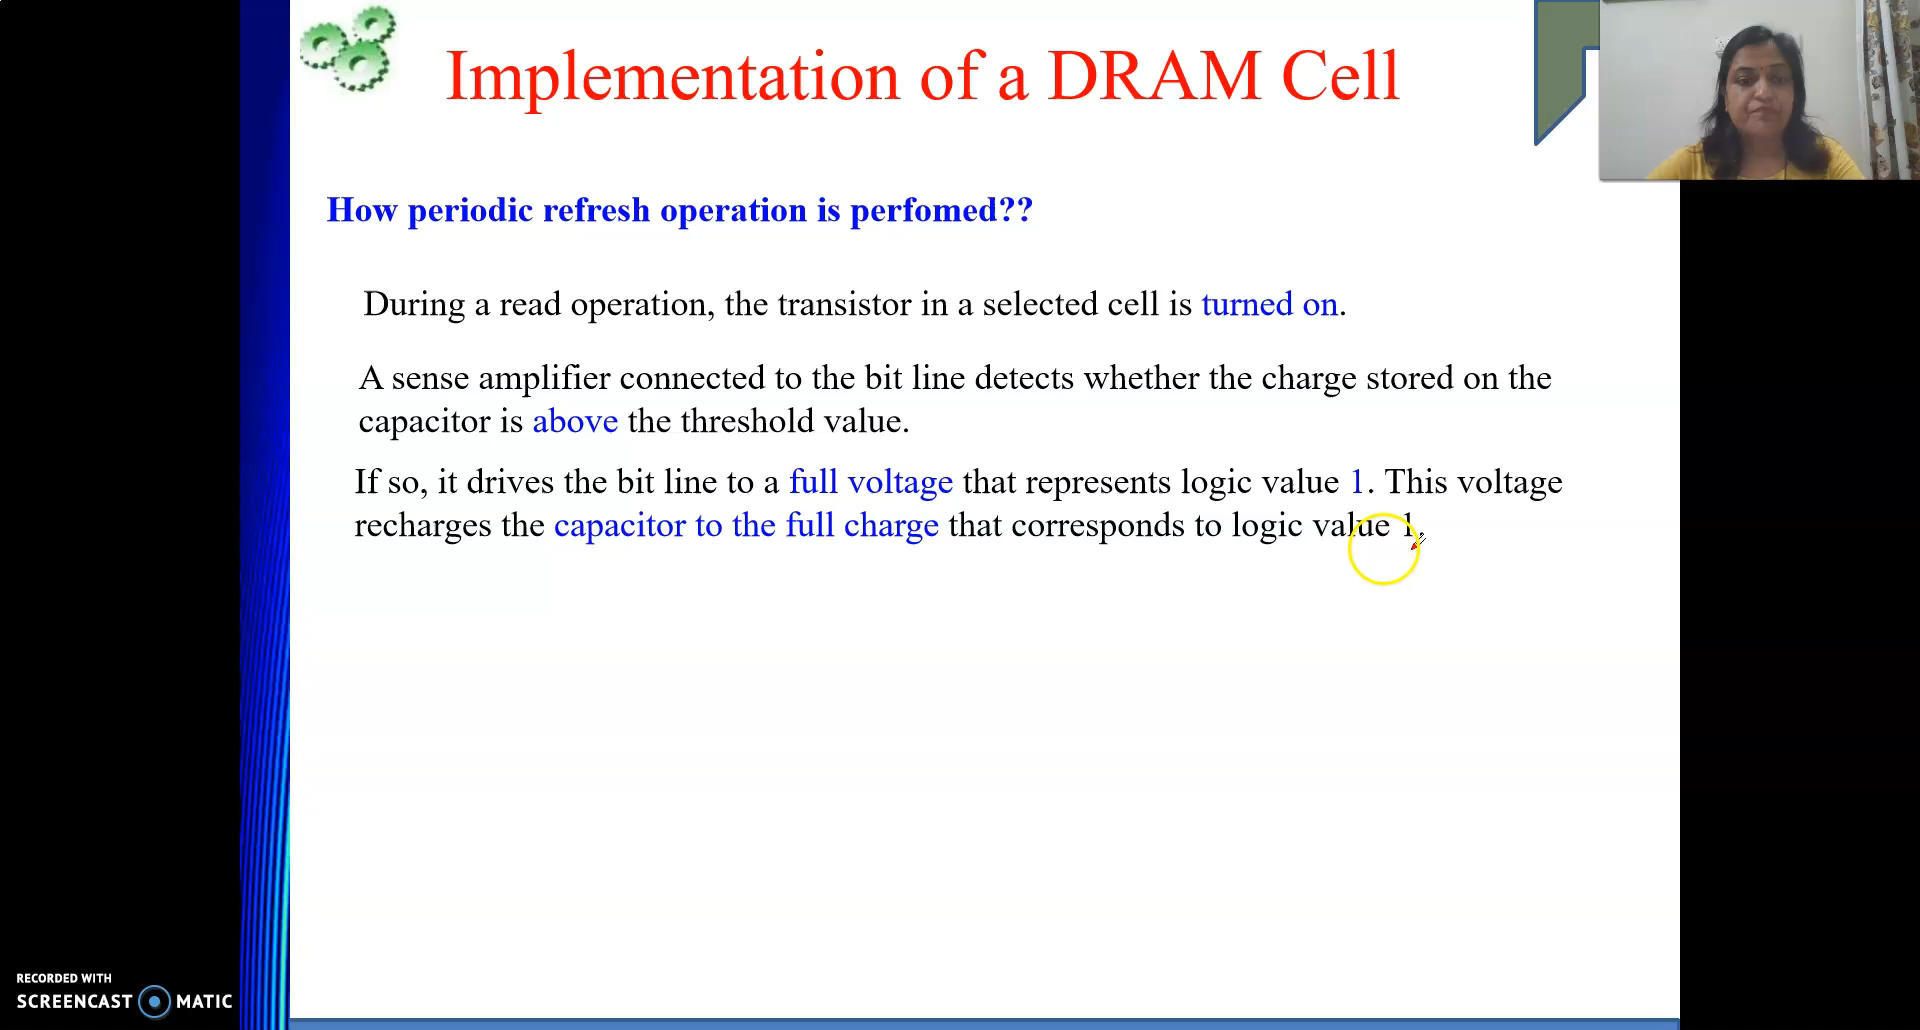 Implementation of a DRAM Cell
How periodic refresh operation is perfomed??
During a read operation, the transistor in a selected cell is turned on.
A sense amplifier connected to the bit line detects whether the charge stored on the
capacitor is above the threshold value.
If so, it drives the bit line to a full voltage that represents logic value 1. This voltage
recharges the capacitor to the full charge that corresponds to logic value 1.
RECORDED WITH
SCREENCAST MATIC